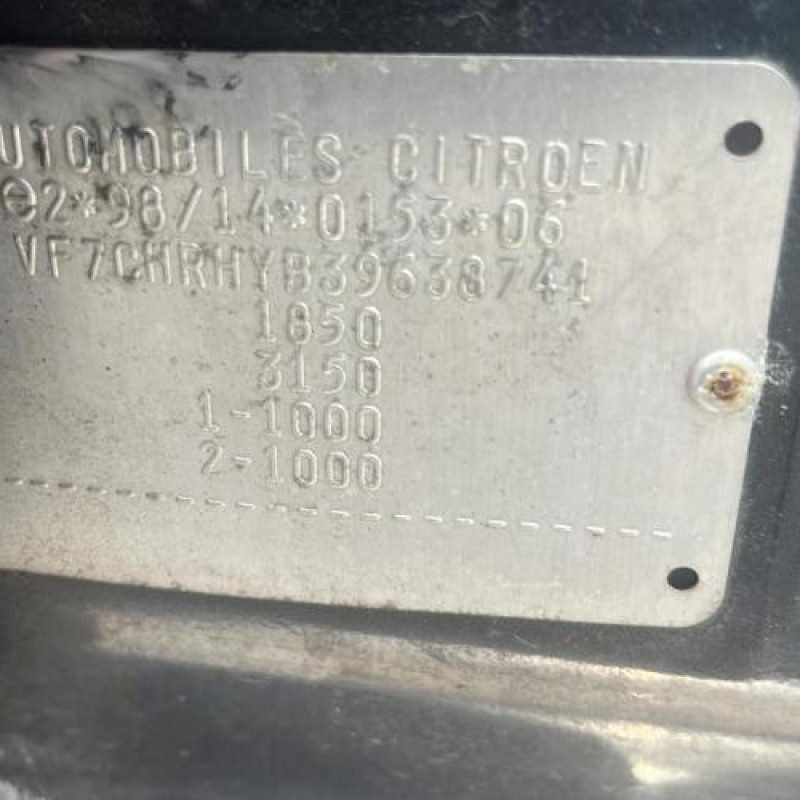 UTOMOBILES CITROEN
e2*98/14*0153*06
VF7CHRHYB39638741
1850
3150
1-1000
2-1000